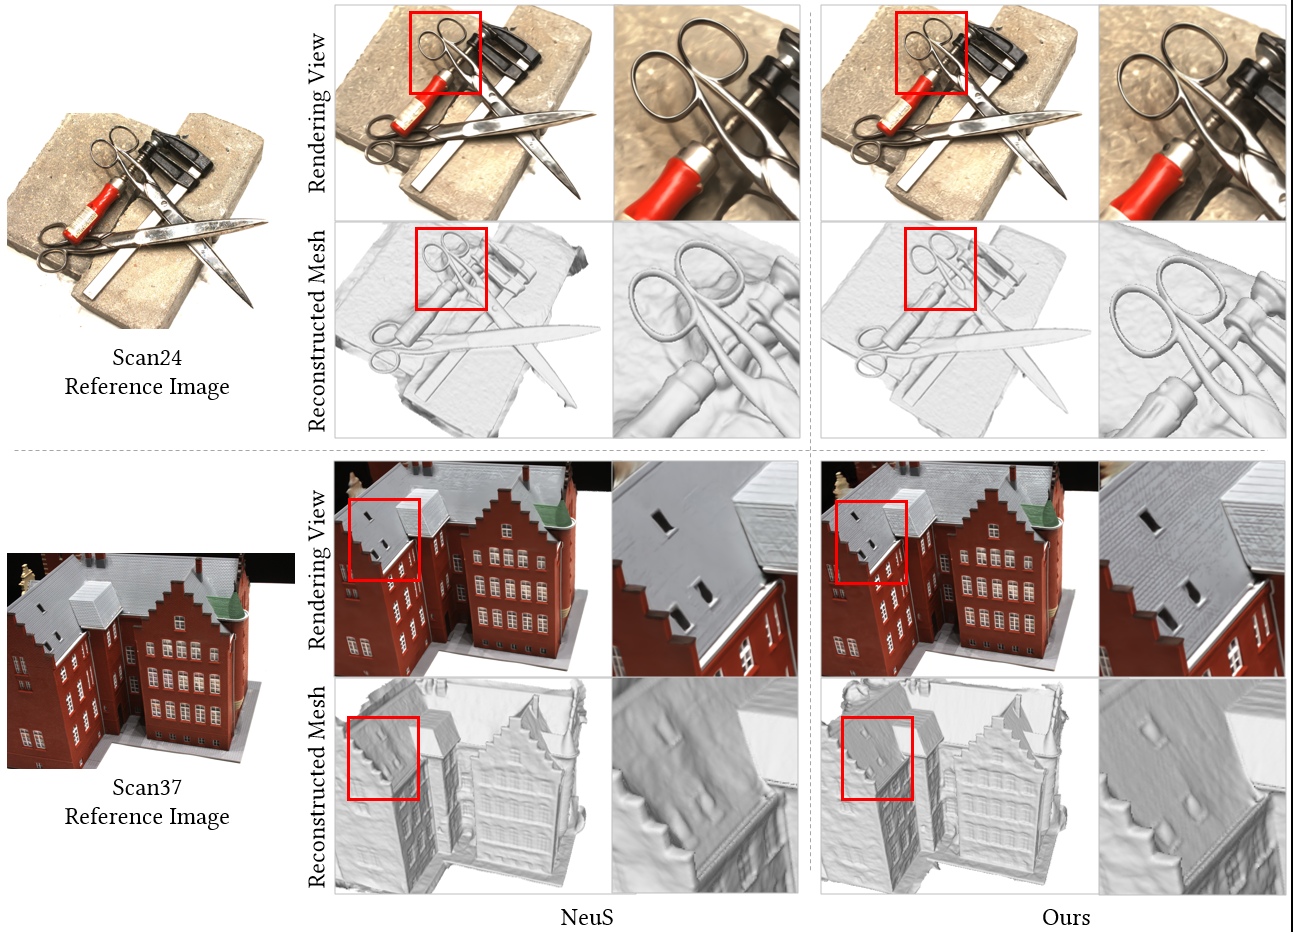 Rendering View
Reconstructed Mesh
Scan24
Reference Image
Rendering View
Reconstructed Mesh
Scan37
Reference Image
NeuS
Ours